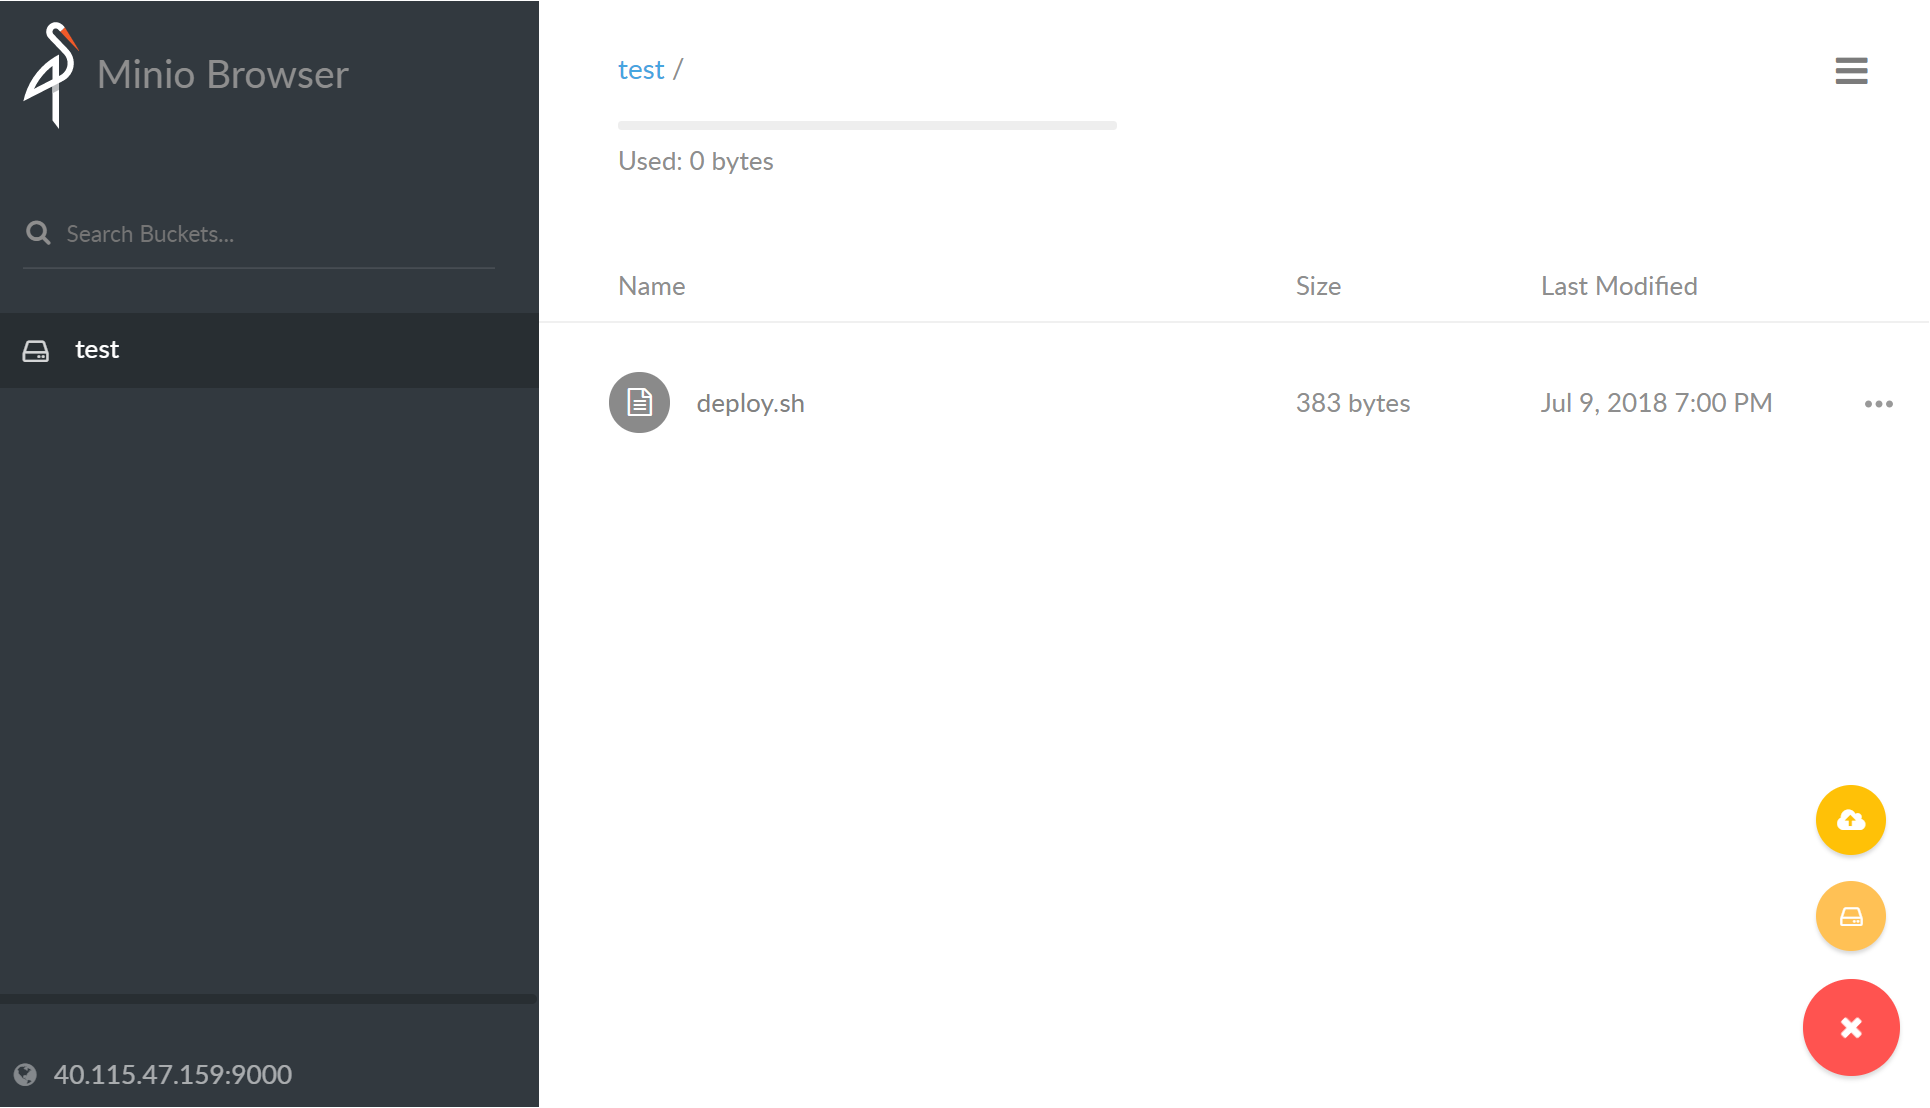 Minio Browser
Search Buckets...
test
40.115.47.159:9000
test /
Used: 0 bytes
Name Size Last Modified
deploy.sh 383 bytes Jul 9, 2018 7:00 PM